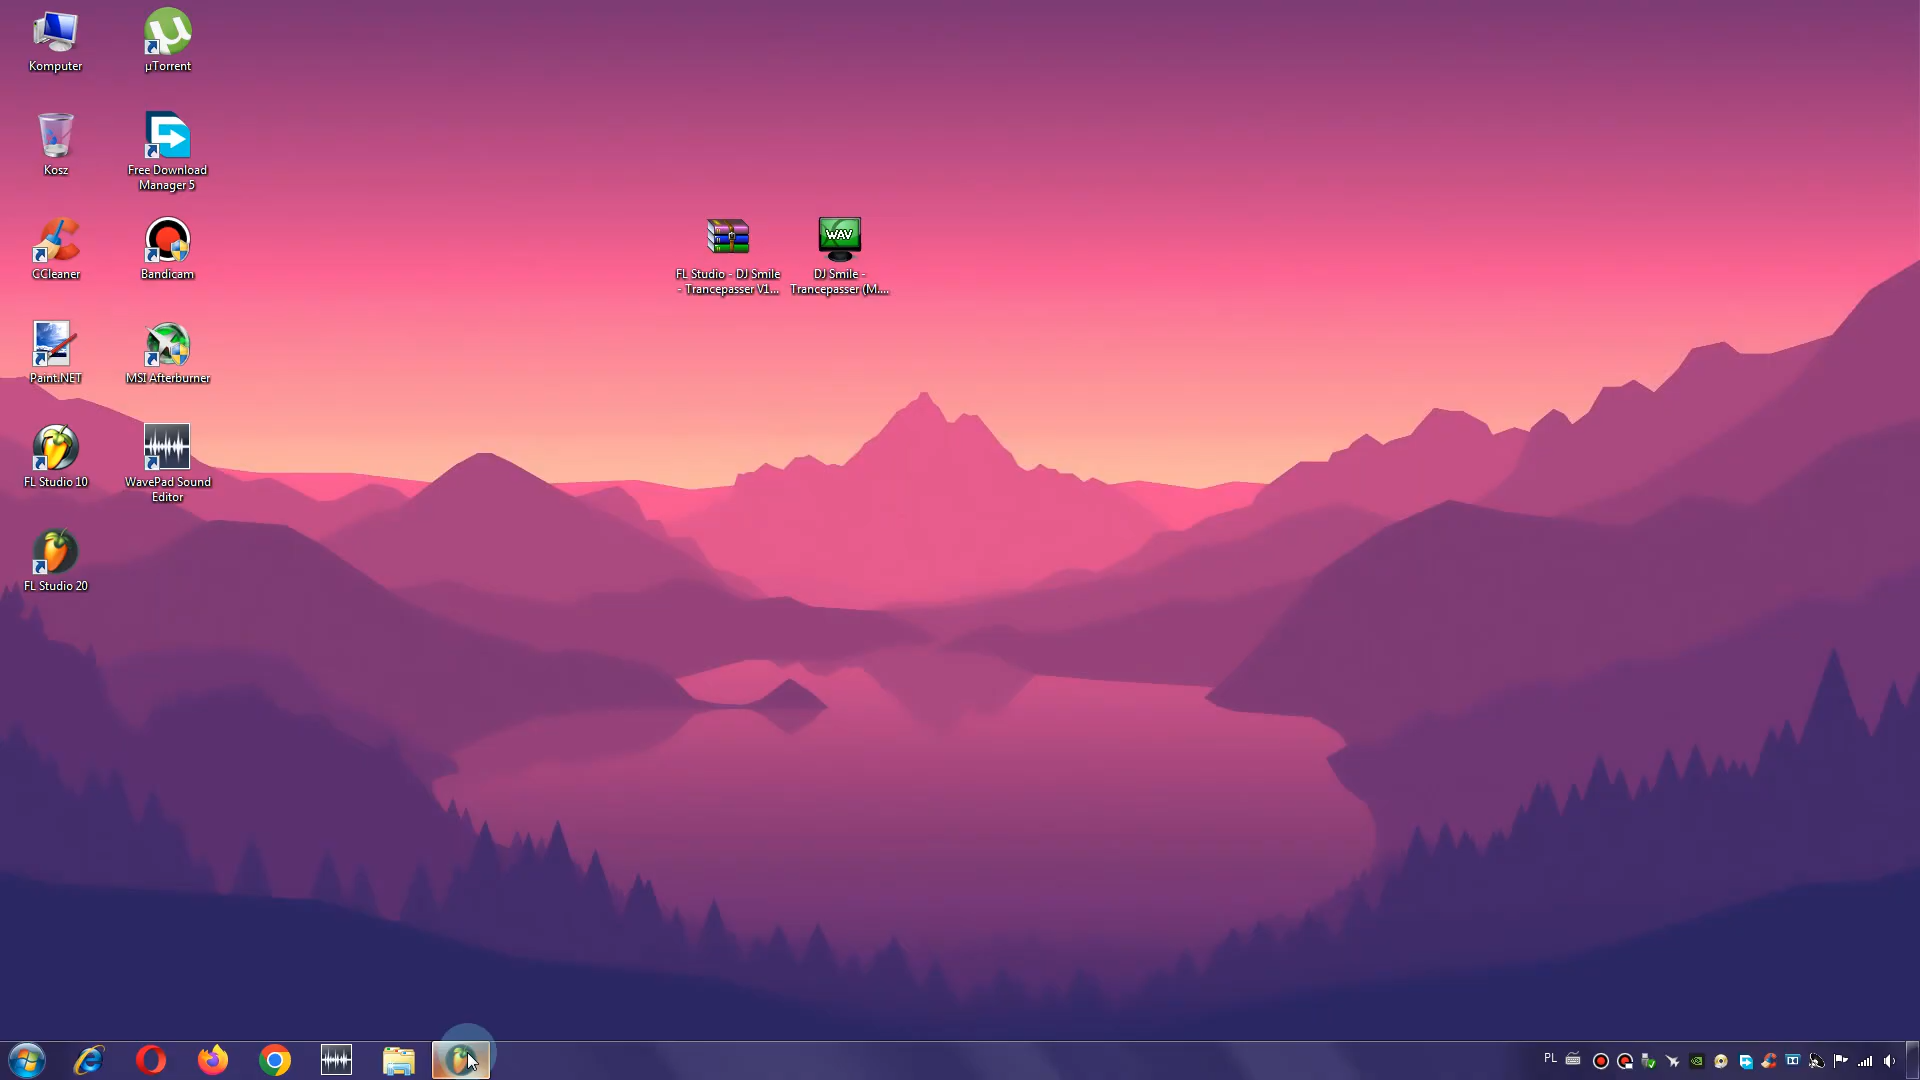 Komputer
µTorrent
Kosz
Free Download
Manager 5
CCleaner
Bandicam
FL Studio - DJ Smile
- Trancepasser V1...
WAV
DJ Smile -
Trancepasser (M....
Paint.NET
MSI Afterburner
FL Studio 10
WavePad Sound
Editor
FL Studio 20
PL